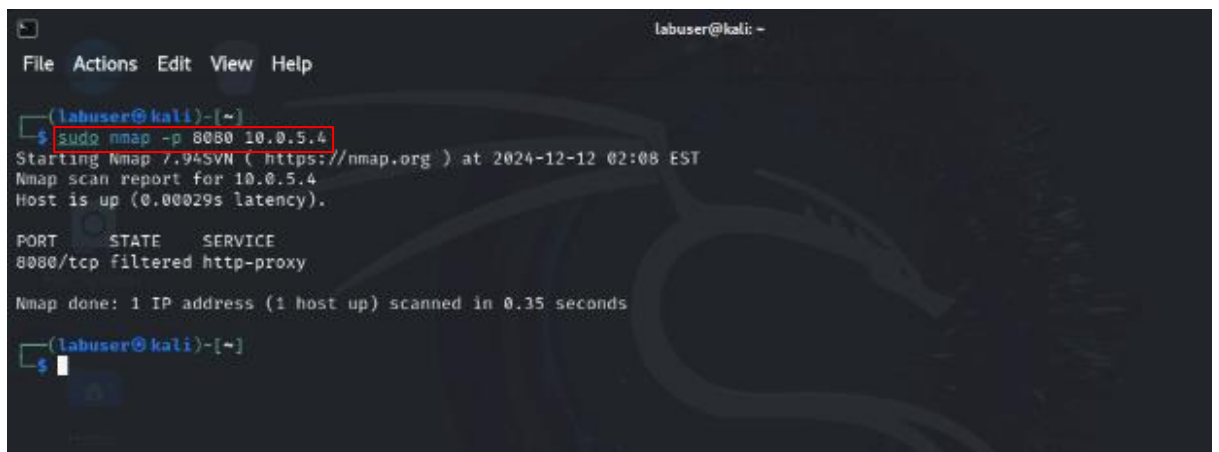 labuser@kali: ~
File Actions Edit View Help
(labuser㉿kali)-[~]
$ sudo nmap -p 8080 10.0.5.4
Starting Nmap 7.94SVN ( https://nmap.org ) at 2024-12-12 02:08 EST
Nmap scan report for 10.0.5.4
Host is up (0.00029s latency).
PORT STATE SERVICE
8080/tcp filtered http-proxy
Nmap done: 1 IP address (1 host up) scanned in 0.35 seconds
(labuser㉿kali)-[~]
$